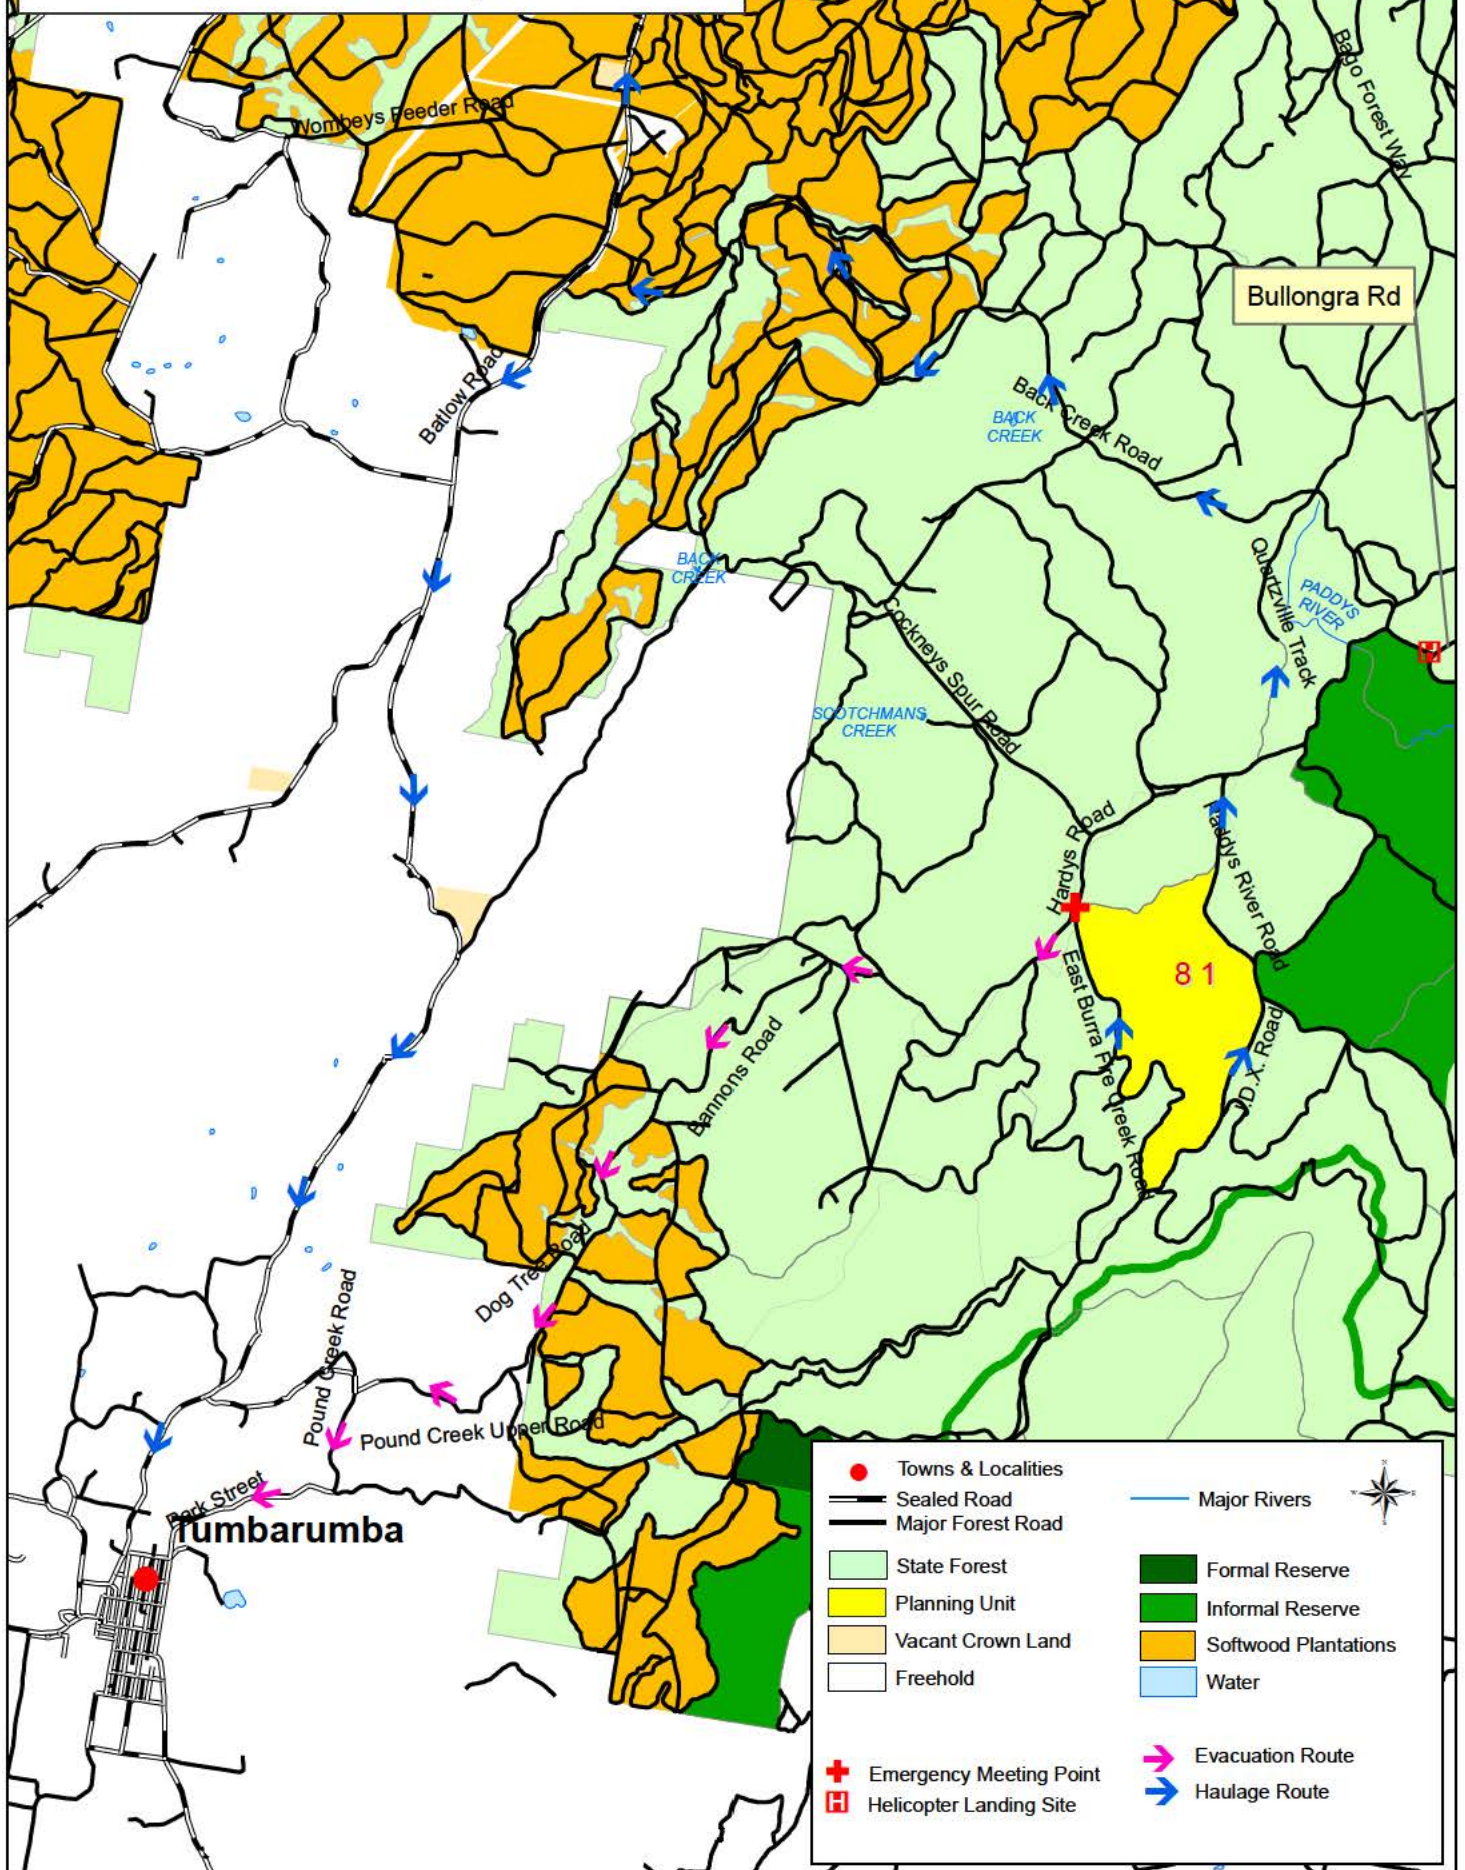 Wombeys Feeder Road
Bago Forest Way
Bullongra Rd
Batlow Road
Back Creek Road
BACK
CREEK
Quartzville Track
PADDYS
RIVER
BACK
CREEK
Cockneys Spur Road
SCOTCHMANS
CREEK
Hardys Road
Paddys River Road
8 1
East Burra Fire Creek Road
J.D.X. Road
Bannons Road
Dog Tree Road
Pound Creek Road
Pound Creek Upper Road
Park Street
Tumbarumba
Towns & Localities
Sealed Road
Major Forest Road
Major Rivers
N
W
E
S
State Forest
Planning Unit
Vacant Crown Land
Freehold
Formal Reserve
Informal Reserve
Softwood Plantations
Water
Emergency Meeting Point
H
Helicopter Landing Site
Evacuation Route
Haulage Route
H